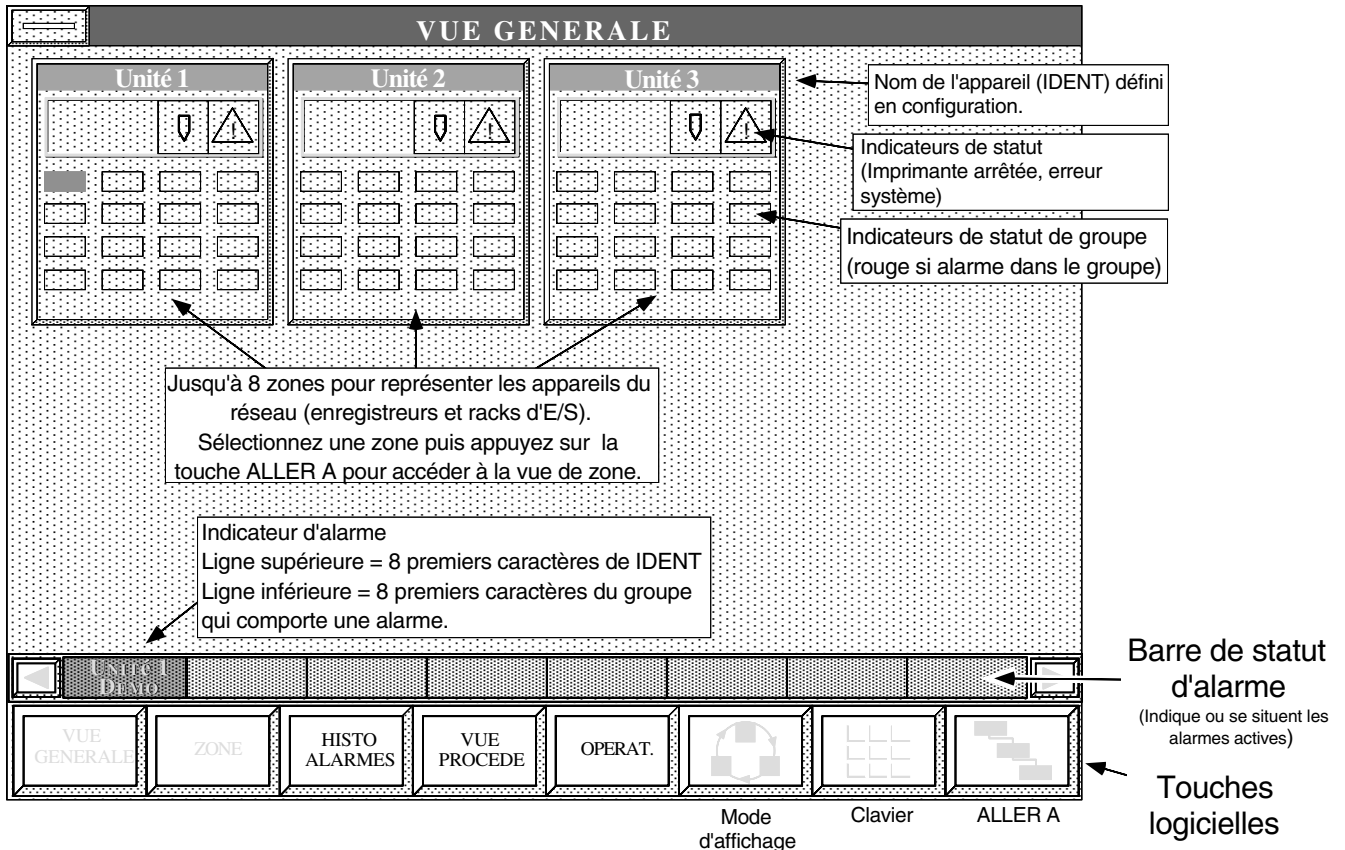 VUE GENERALE
Unité 1
Unité 2
Unité 3
Nom de l'appareil (IDENT) défini
en configuration.
Indicateurs de statut
(Imprimante arrêtée, erreur
système)
Indicateurs de statut de groupe
(rouge si alarme dans le groupe)
Jusqu'à 8 zones pour représenter les appareils du
réseau (enregistreurs et racks d'E/S).
Sélectionnez une zone puis appuyez sur la
touche ALLER A pour accéder à la vue de zone.
Indicateur d'alarme
Ligne supérieure = 8 premiers caractères de IDENT
Ligne inférieure = 8 premiers caractères du groupe
qui comporte une alarme.
Unité 1
Demo
Barre de statut
d'alarme
(Indique ou se situent les
alarmes actives)
VUE
GENERALE
ZONE
HISTO
ALARMES
VUE
PROCEDE
OPERAT.
Touches
logicielles
Mode
d'affichage
Clavier
ALLER A